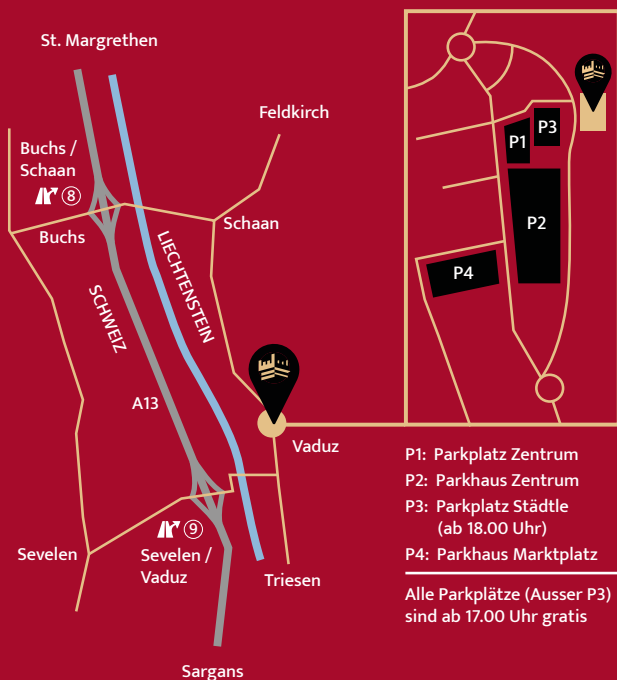 St. Margrethen
Feldkirch
Buchs /
Schaan
8
Buchs
Schaan
LIECHTENSTEIN
SCHWEIZ
A13
Vaduz
9
Sevelen /
Vaduz
Sevelen
Triesen
Sargans
P1
P3
P2
P4
P1: Parkplatz Zentrum
P2: Parkhaus Zentrum
P3: Parkplatz Städtle
(ab 18.00 Uhr)
P4: Parkhaus Marktplatz
Alle Parkplätze (Ausser P3)
sind ab 17.00 Uhr gratis